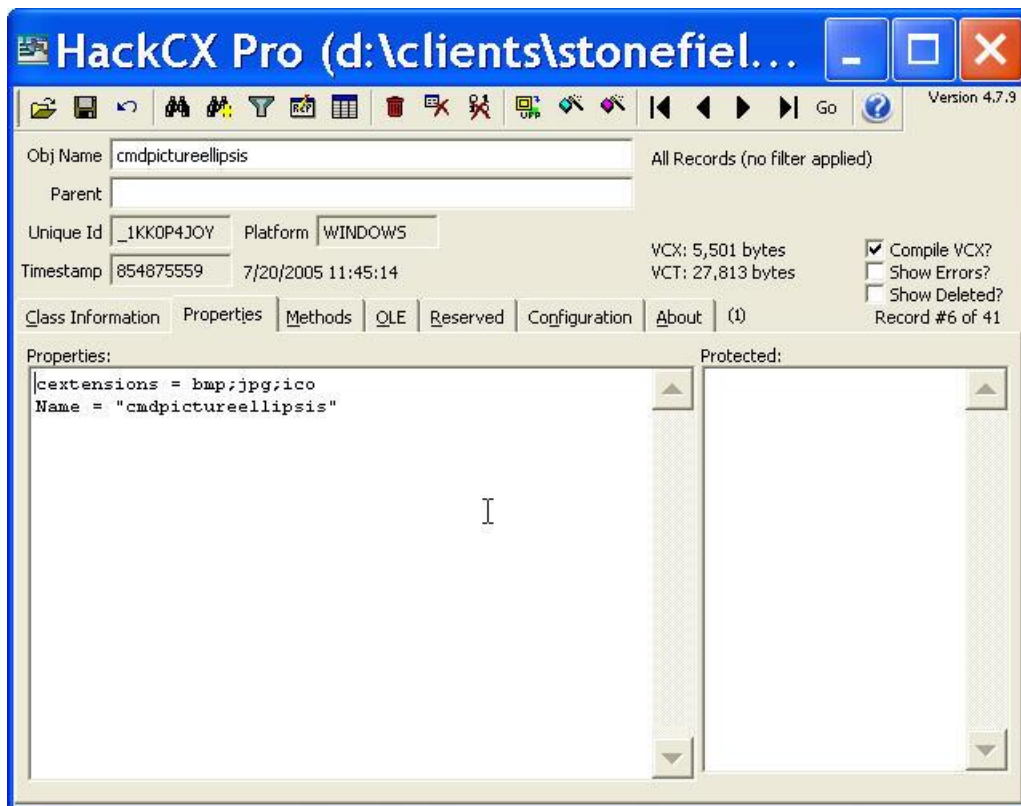 HackCX Pro (d:\clients\stonefiel...
Go
Version 4.7.9
Obj Name cmdpictureellipsis
All Records (no filter applied)
Parent
Unique Id _1KK0P4JOY Platform WINDOWS
VCX: 5,501 bytes
Compile VCX?
Timestamp 854875559 7/20/2005 11:45:14
VCT: 27,813 bytes
Show Errors?
Show Deleted?
Class Information Properties Methods OLE Reserved Configuration About (1)
Record #6 of 41
Properties:
Protected:
cextensions = bmp;jpg;ico
Name = "cmdpictureellipsis"